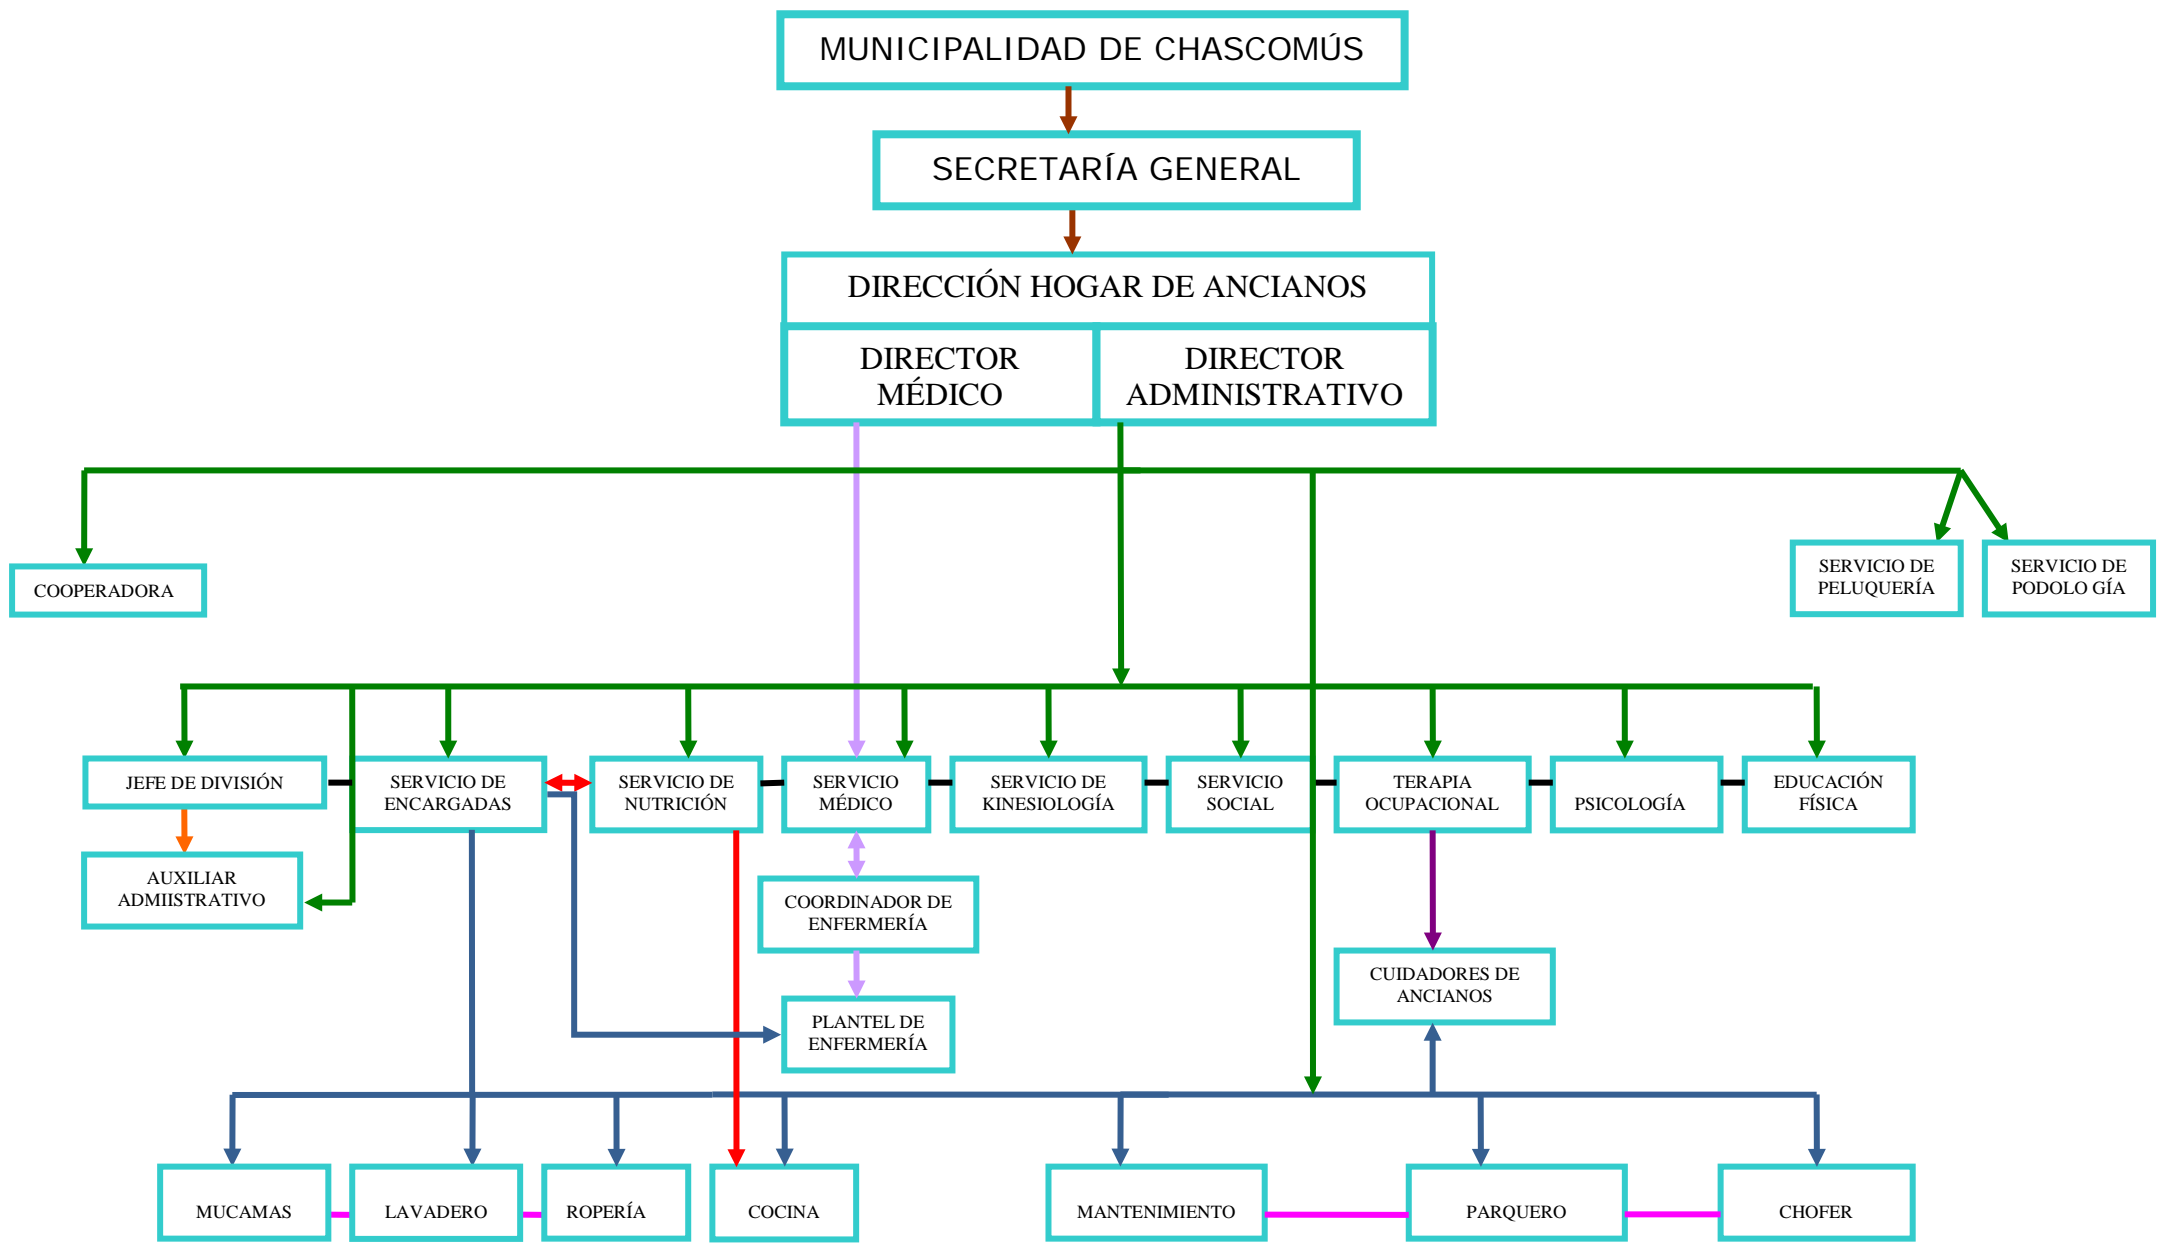 MUNICIPALIDAD DE CHASCOMÚS
SECRETARÍA GENERAL
DIRECCIÓN HOGAR DE ANCIANOS
DIRECTOR
MÉDICO
DIRECTOR
ADMINISTRATIVO
COOPERADORA
SERVICIO DE
PELUQUERÍA
SERVICIO DE
PODOLO GÍA
JEFE DE DIVISIÓN
SERVICIO DE
ENCARGADAS
SERVICIO DE
NUTRICIÓN
SERVICIO
MÉDICO
SERVICIO DE
KINESIOLOGÍA
SERVICIO
SOCIAL
TERAPIA
OCUPACIONAL
PSICOLOGÍA
EDUCACIÓN
FÍSICA
AUXILIAR
ADMIISTRATIVO
COORDINADOR DE
ENFERMERÍA
CUIDADORES DE
ANCIANOS
PLANTEL DE
ENFERMERÍA
MUCAMAS
LAVADERO
ROPERÍA
COCINA
MANTENIMIENTO
PARQUERO
CHOFER